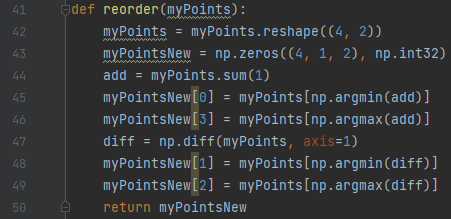 41 def reorder(myPoints):
42 myPoints = myPoints.reshape((4, 2))
43 myPointsNew = np.zeros((4, 1, 2), np.int32)
44 add = myPoints.sum(1)
45 myPointsNew[0] = myPoints[np.argmin(add)]
46 myPointsNew[3] = myPoints[np.argmax(add)]
47 diff = np.diff(myPoints, axis=1)
48 myPointsNew[1] = myPoints[np.argmin(diff)]
49 myPointsNew[2] = myPoints[np.argmax(diff)]
50 return myPointsNew